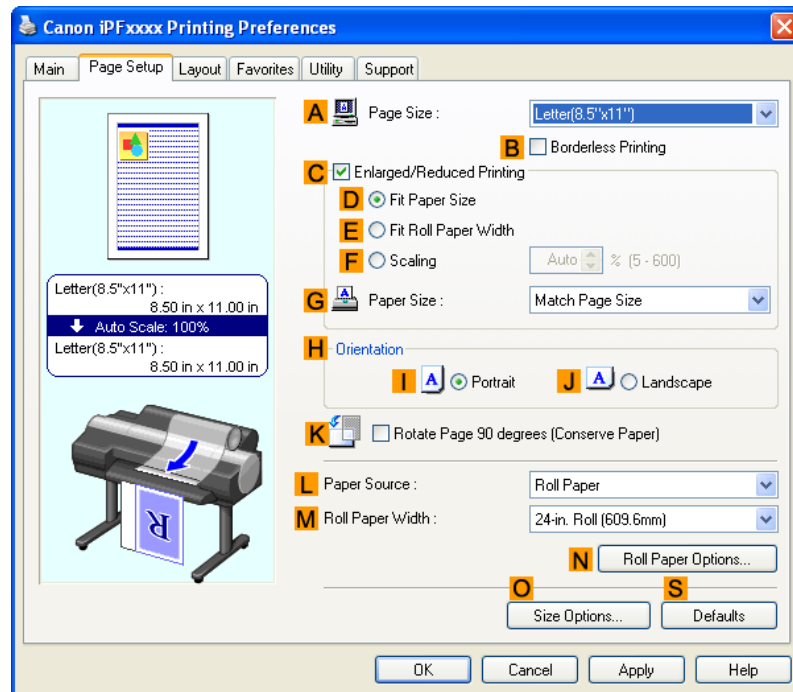 Canon iPFxxxx Printing Preferences
Main Page Setup Layout Favorites Utility Support
A Page Size : Letter(8.5"x11")
B Borderless Printing
C Enlarged/Reduced Printing
D Fit Paper Size
E Fit Roll Paper Width
F Scaling Auto % (5 - 600)
G A Paper Size : Match Page Size
Letter(8.5"x11") :
8.50 in x 11.00 in
Auto Scale: 100%
Letter(8.5"x11") :
8.50 in x 11.00 in
H Orientation
I A Portrait J A Landscape
K Rotate Page 90 degrees (Conserve Paper)
L Paper Source : Roll Paper
M Roll Paper Width : 24-in. Roll (609.6mm)
R
N Roll Paper Options...
O S
Size Options... Defaults
OK Cancel Apply Help